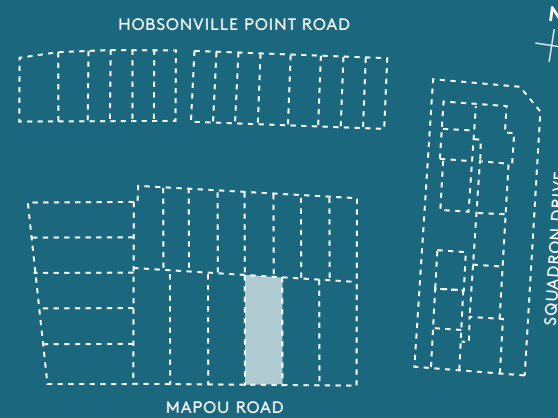 HOBSONVILLE POINT ROAD
N
SQUADRON DRIVE
MAPOU ROAD